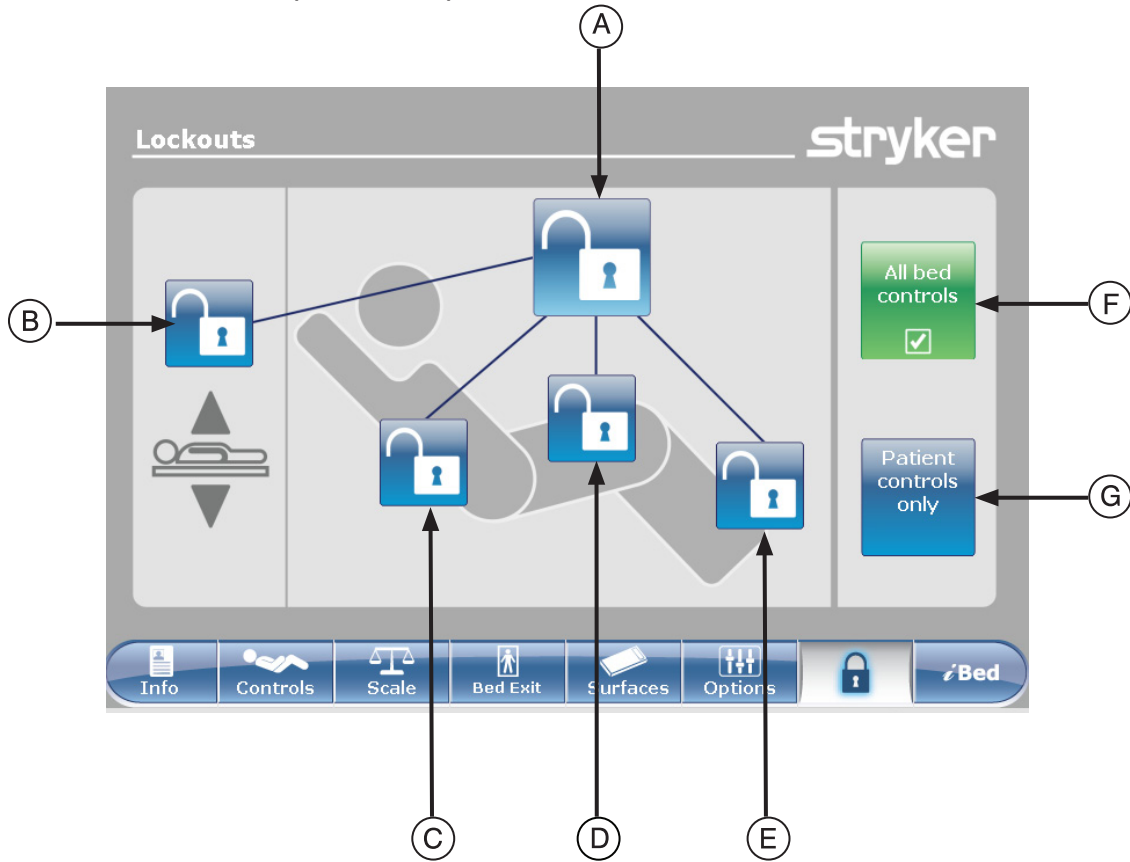 A
Lockouts
stryker
B
All bed
controls
F
Patient
controls
only
G
Info
Controls
Scale
Bed Exit
Surfaces
Options
iBed
C
D
E